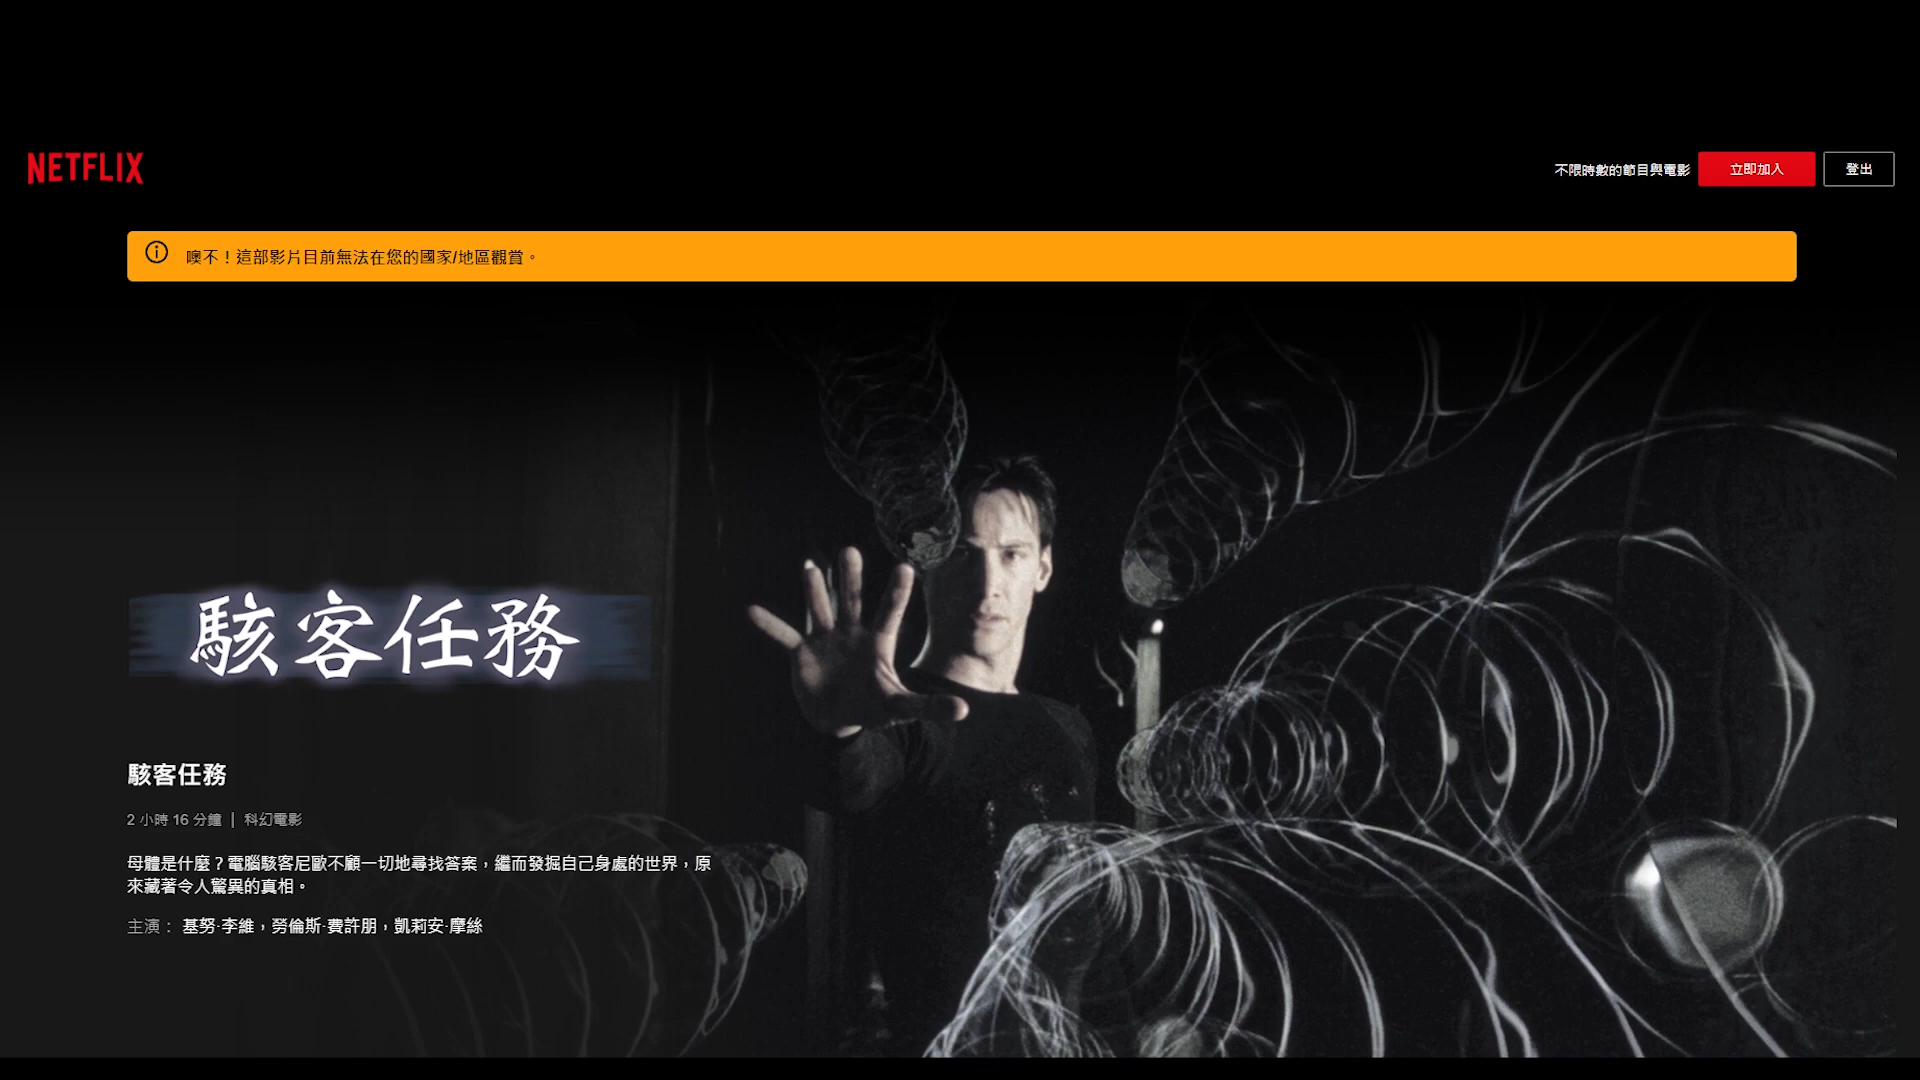 NETFLIX
不限時數的節目與電影
立即加入
登出
噢不！這部影片目前無法在您的國家/地區觀賞。
駭客任務
駭客任務
2 小時 16 分鐘 | 科幻電影
母體是什麼？電腦駭客尼歐不顧一切地尋找答案，繼而發掘自己身處的世界，原
來藏著令人驚異的真相。
主演： 基努·李維，勞倫斯·費許朋，凱莉安·摩絲